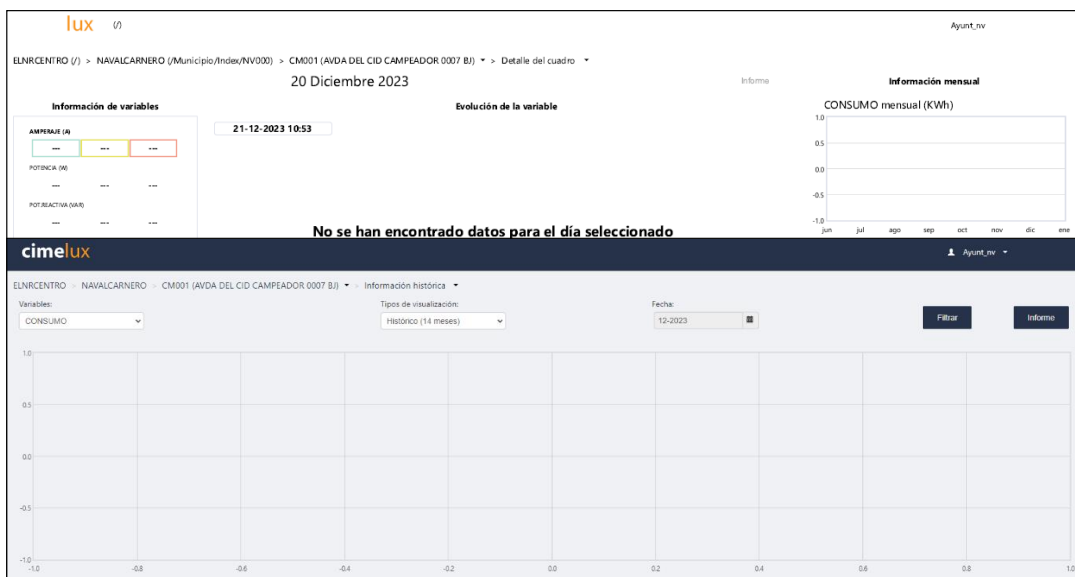 lux (/) Ayunt_nv
ELNRCENTRO (/) > NAVALCARNERO (/Municipio/Index/NV000) > CM001 (AVDA DEL CID CAMPEADOR 0007 BJ) > Detalle del cuadro
20 Diciembre 2023 Informe Información mensual
Información de variables Evolución de la variable CONSUMO mensual (KWh)
21-12-2023 10:53
AMPERAJE (A)
--- --- ---
POTENCIA (W)
--- --- ---
POT.REACTIVA (VAR)
--- --- ---
No se han encontrado datos para el día seleccionado
1.0
0.5
0.0
-0.5
-1.0
jun jul ago sep oct nov dic ene
cimelux Ayunt_nv
ELNRCENTRO > NAVALCARNERO > CM001 (AVDA DEL CID CAMPEADOR 0007 BJ) > Información histórica
Variables: Tipos de visualización: Fecha:
CONSUMO Histórico (14 meses) 12-2023 Filtrar Informe
1.0
0.5
0.0
-0.5
-1.0
-1.0 -0.8 -0.6 -0.4 -0.2 0.0 0.2 0.4 0.6 0.8 1.0